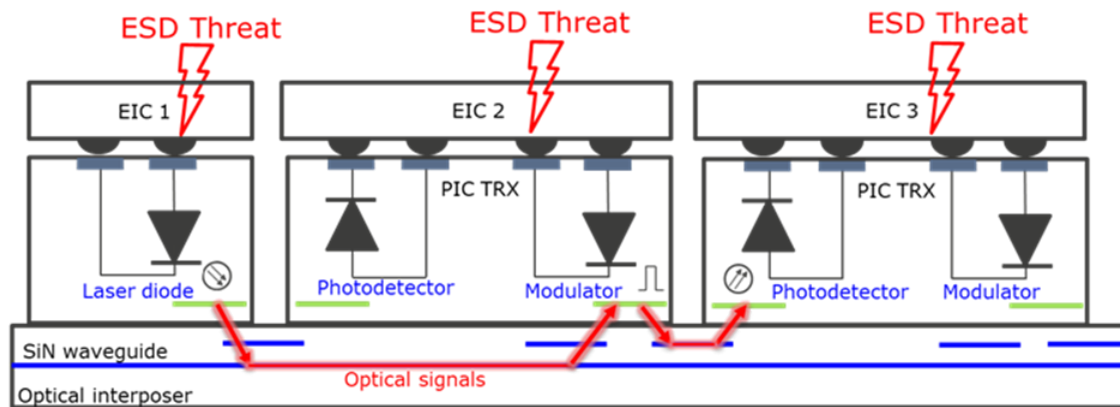 ESD Threat
ESD Threat
ESD Threat
EIC 1
EIC 2
EIC 3
PIC TRX
PIC TRX
Laser diode
Photodetector
Modulator
Photodetector
Modulator
SiN waveguide
Optical signals
Optical interposer